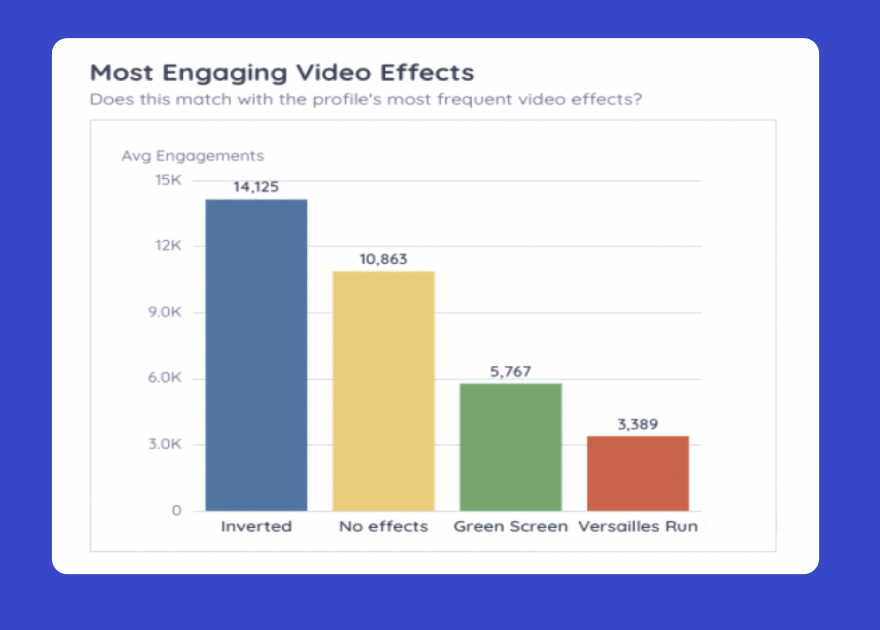 Most Engaging Video Effects
Does this match with the profile's most frequent video effects?
Avg Engagements
15K
14,125
12K
10,863
9.0K
6.0K
5,767
3.0K
3,389
0
Inverted No effects Green Screen Versailles Run